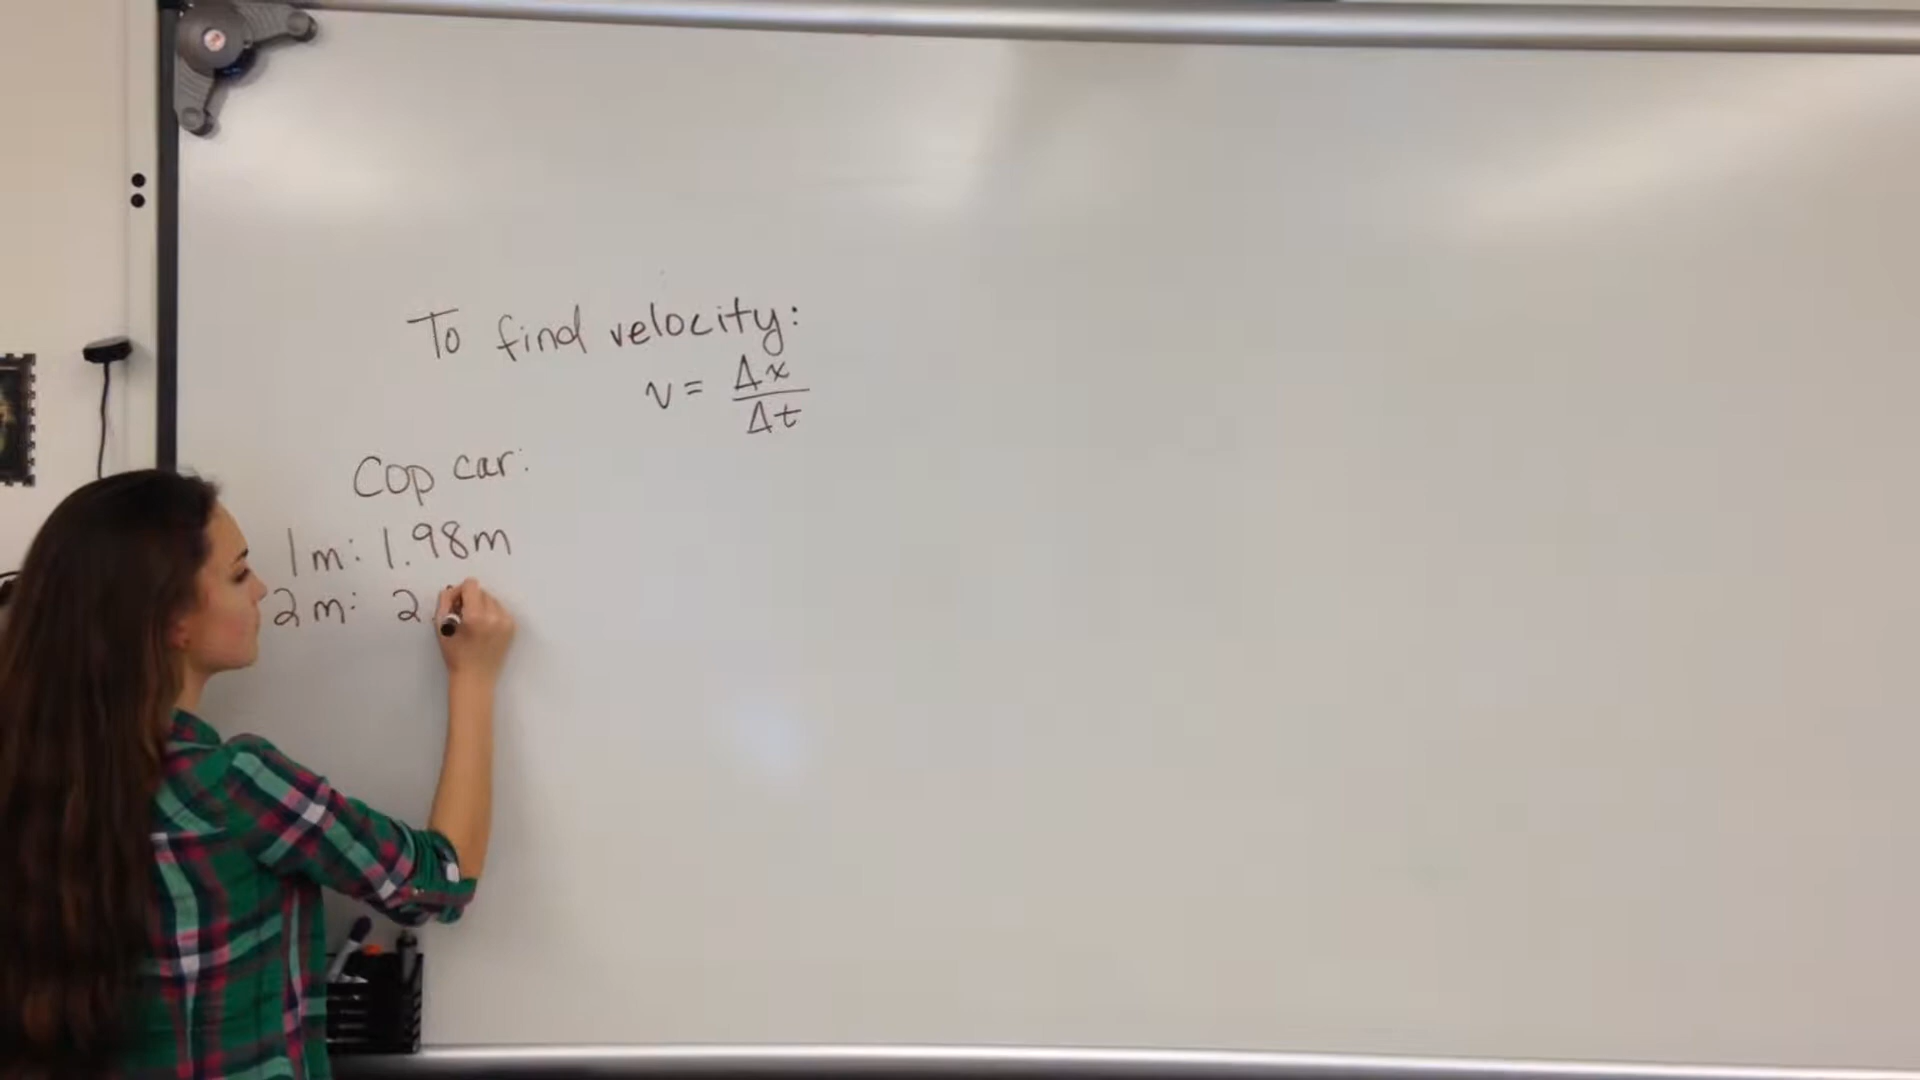 To find velocity:
v = Δx/Δt
Cop car:
1m: 1.98m
2m: 2.